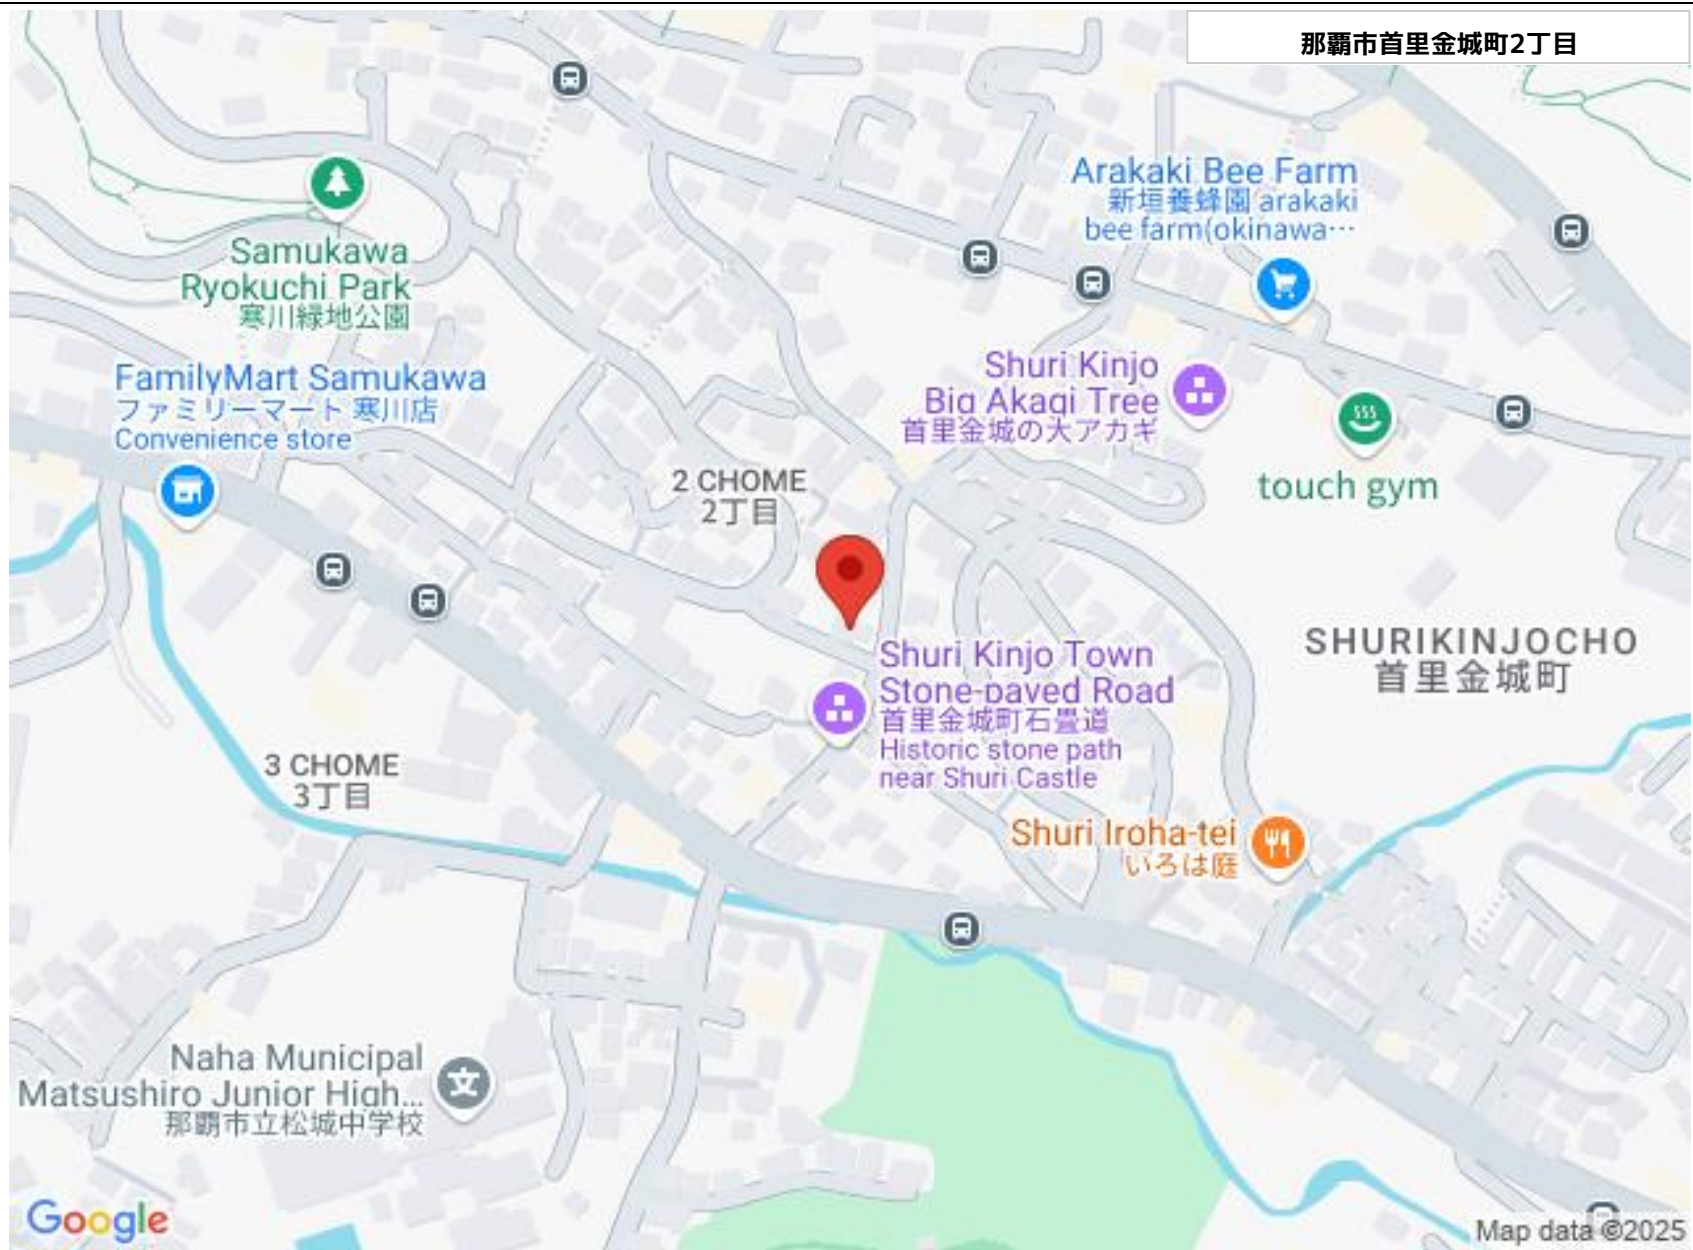 那覇市首里金城町2丁目
Arakaki Bee Farm
新垣養蜂園 arakaki
bee farm(okinawa…
Samukawa
Ryokuchi Park
寒川緑地公園
FamilyMart Samukawa
ファミリーマート 寒川店
Convenience store
Shuri Kinjo
Big Akagi Tree
首里金城の大アカギ
touch gym
2 CHOME
2丁目
SHURIKINJOCHO
首里金城町
Shuri Kinjo Town
Stone-paved Road
首里金城町石畳道
Historic stone path
near Shuri Castle
3 CHOME
3丁目
Shuri Iroha-tei
いろは庭
Naha Municipal
Matsushiro Junior High...
那覇市立松城中学校
文
Google
Map data ©2025